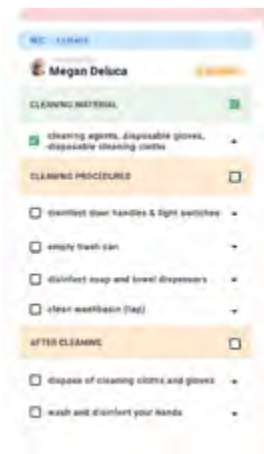 Megan Deluca
CLEANING MATERIAL
cleaning agents, disposable gloves,
disposable cleaning cloths
CLEANING PROCEDURES
disinfect door handles & light switches
empty trash can
disinfect soap and towel dispensers
clean washbasin (tap)
AFTER CLEANING
dispose of cleaning cloths and gloves
wash and disinfect your hands